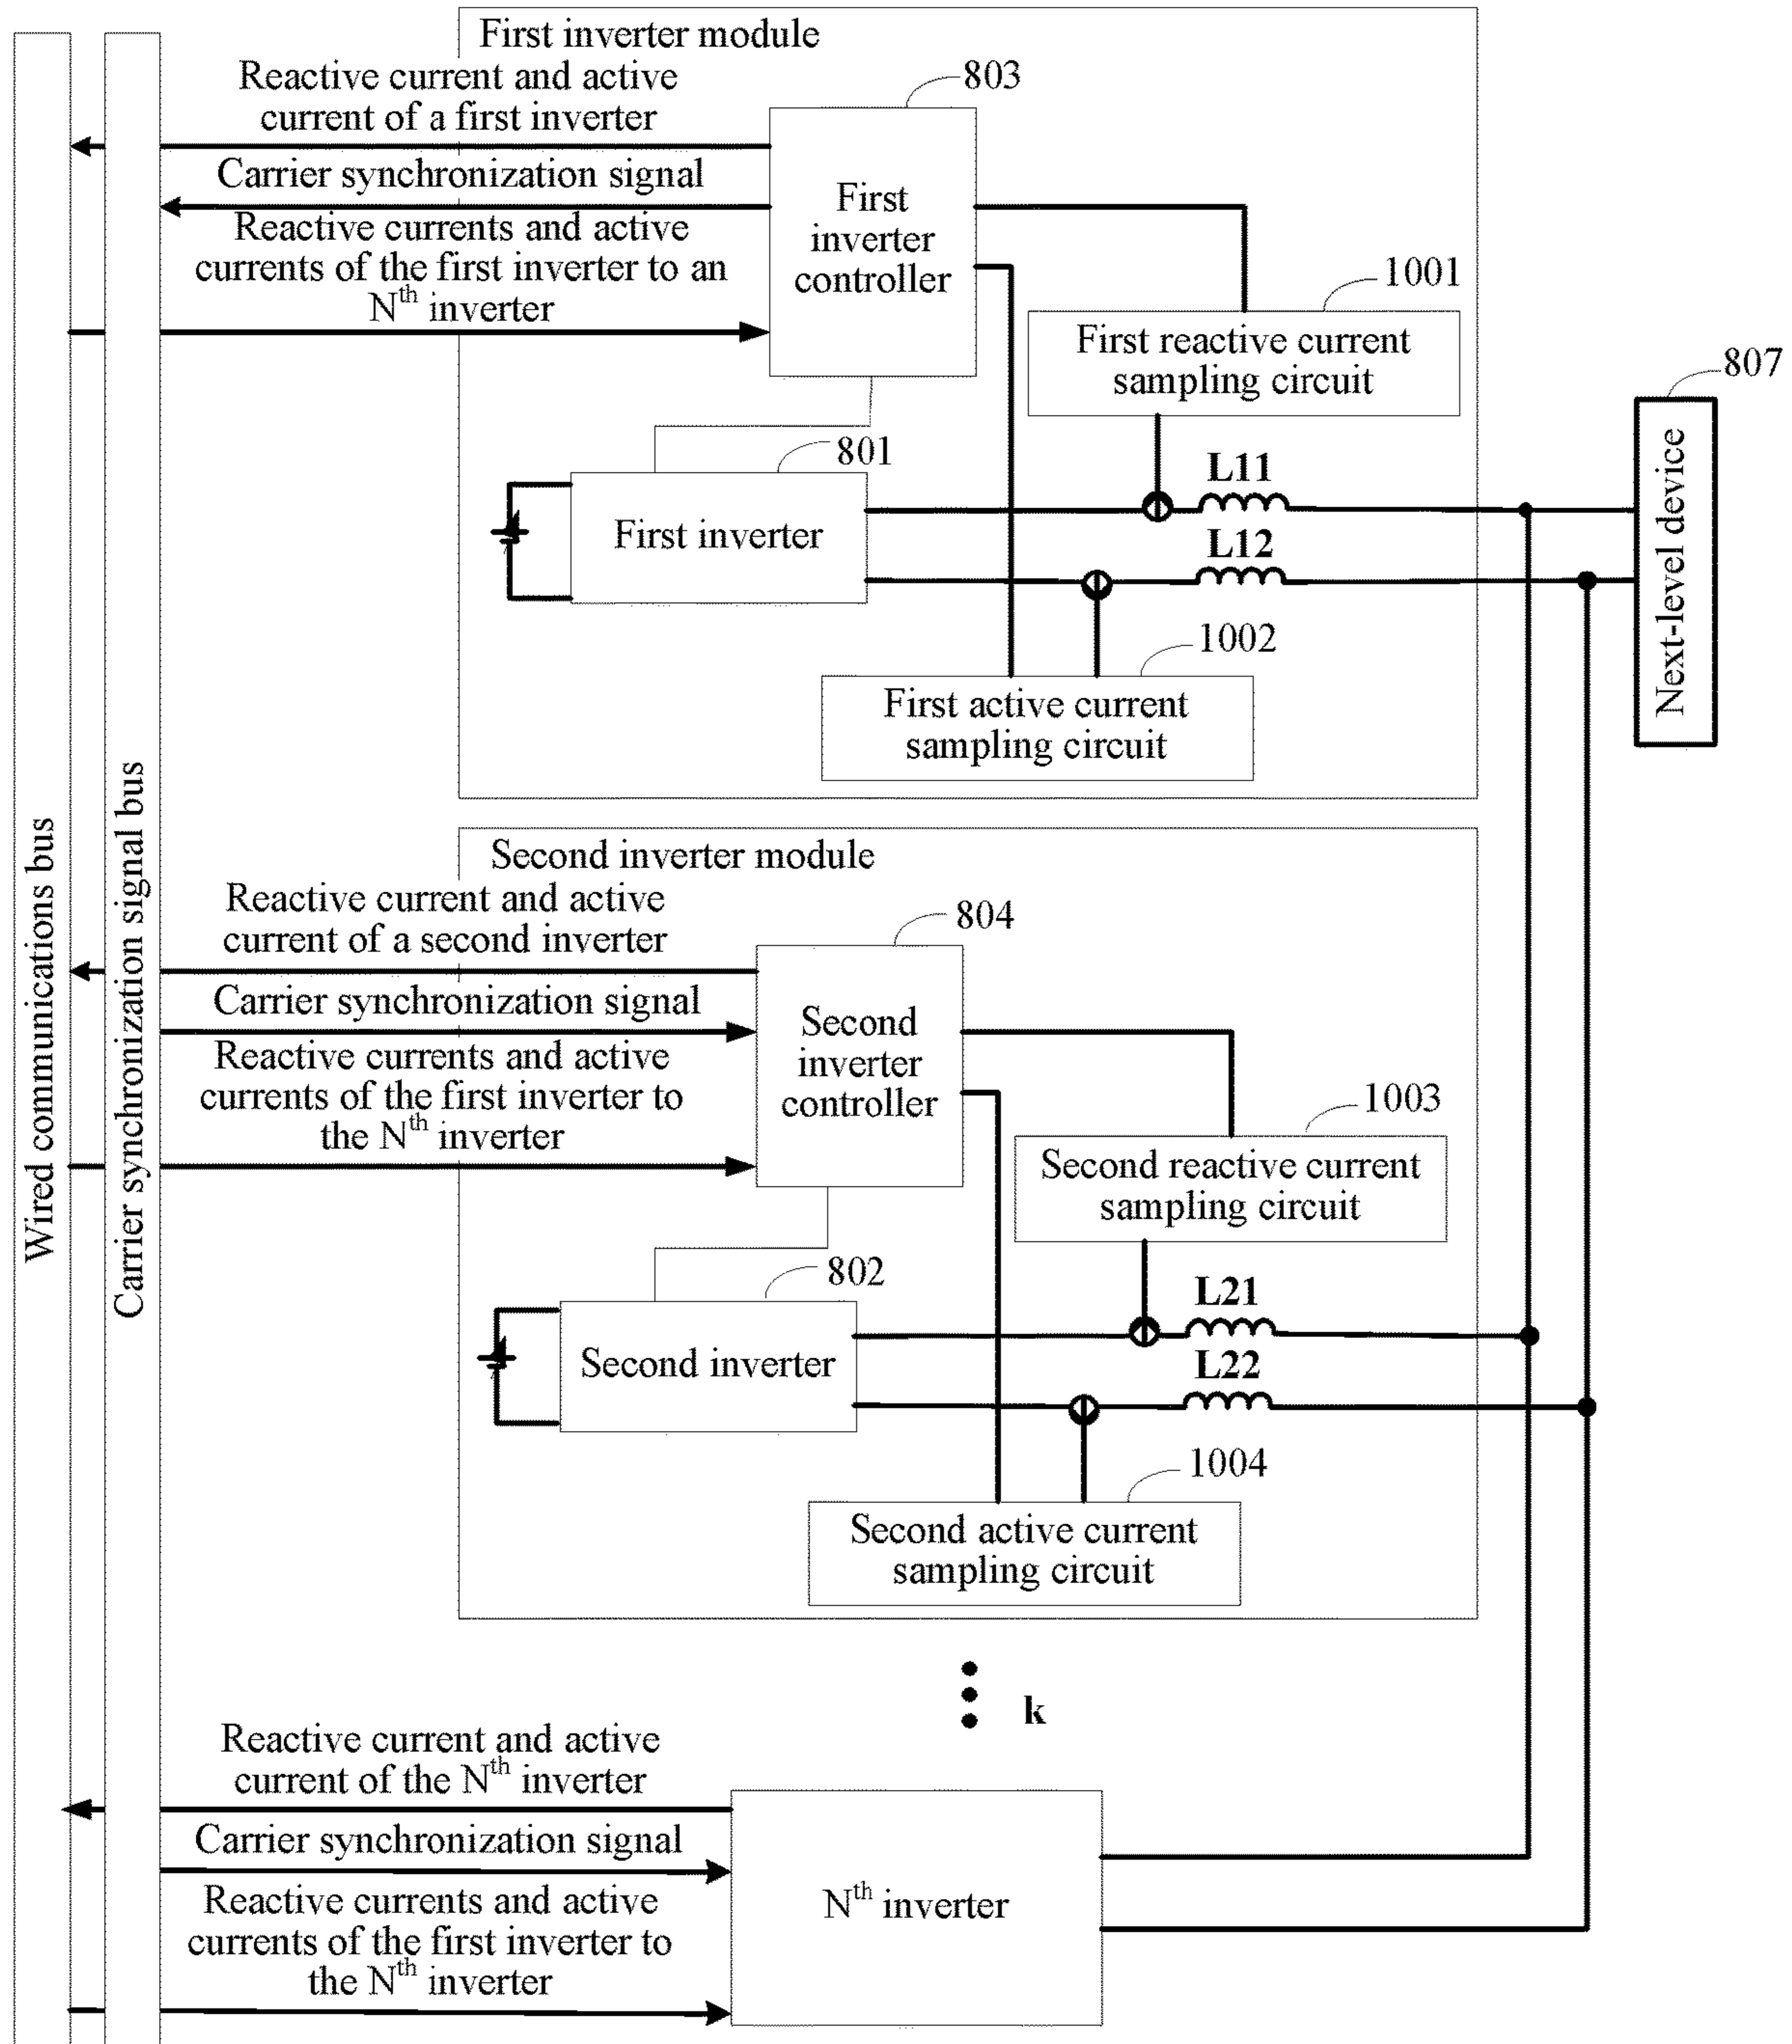 First inverter module
Reactive current and active
current of a first inverter
Carrier synchronization signal
Reactive currents and active
currents of the first inverter to an
Nth inverter
803
First
inverter
controller
1001
First reactive current
sampling circuit
807
Next-level device
801
First inverter
L11
L12
1002
First active current
sampling circuit
Wired communications bus
Carrier synchronization signal bus
Second inverter module
Reactive current and active
current of a second inverter
Carrier synchronization signal
Reactive currents and active
currents of the first inverter to
the Nth inverter
804
Second
inverter
controller
1003
Second reactive current
sampling circuit
802
Second inverter
L21
L22
1004
Second active current
sampling circuit
k
Reactive current and active
current of the Nth inverter
Carrier synchronization signal
Reactive currents and active
currents of the first inverter to
the Nth inverter
Nth inverter